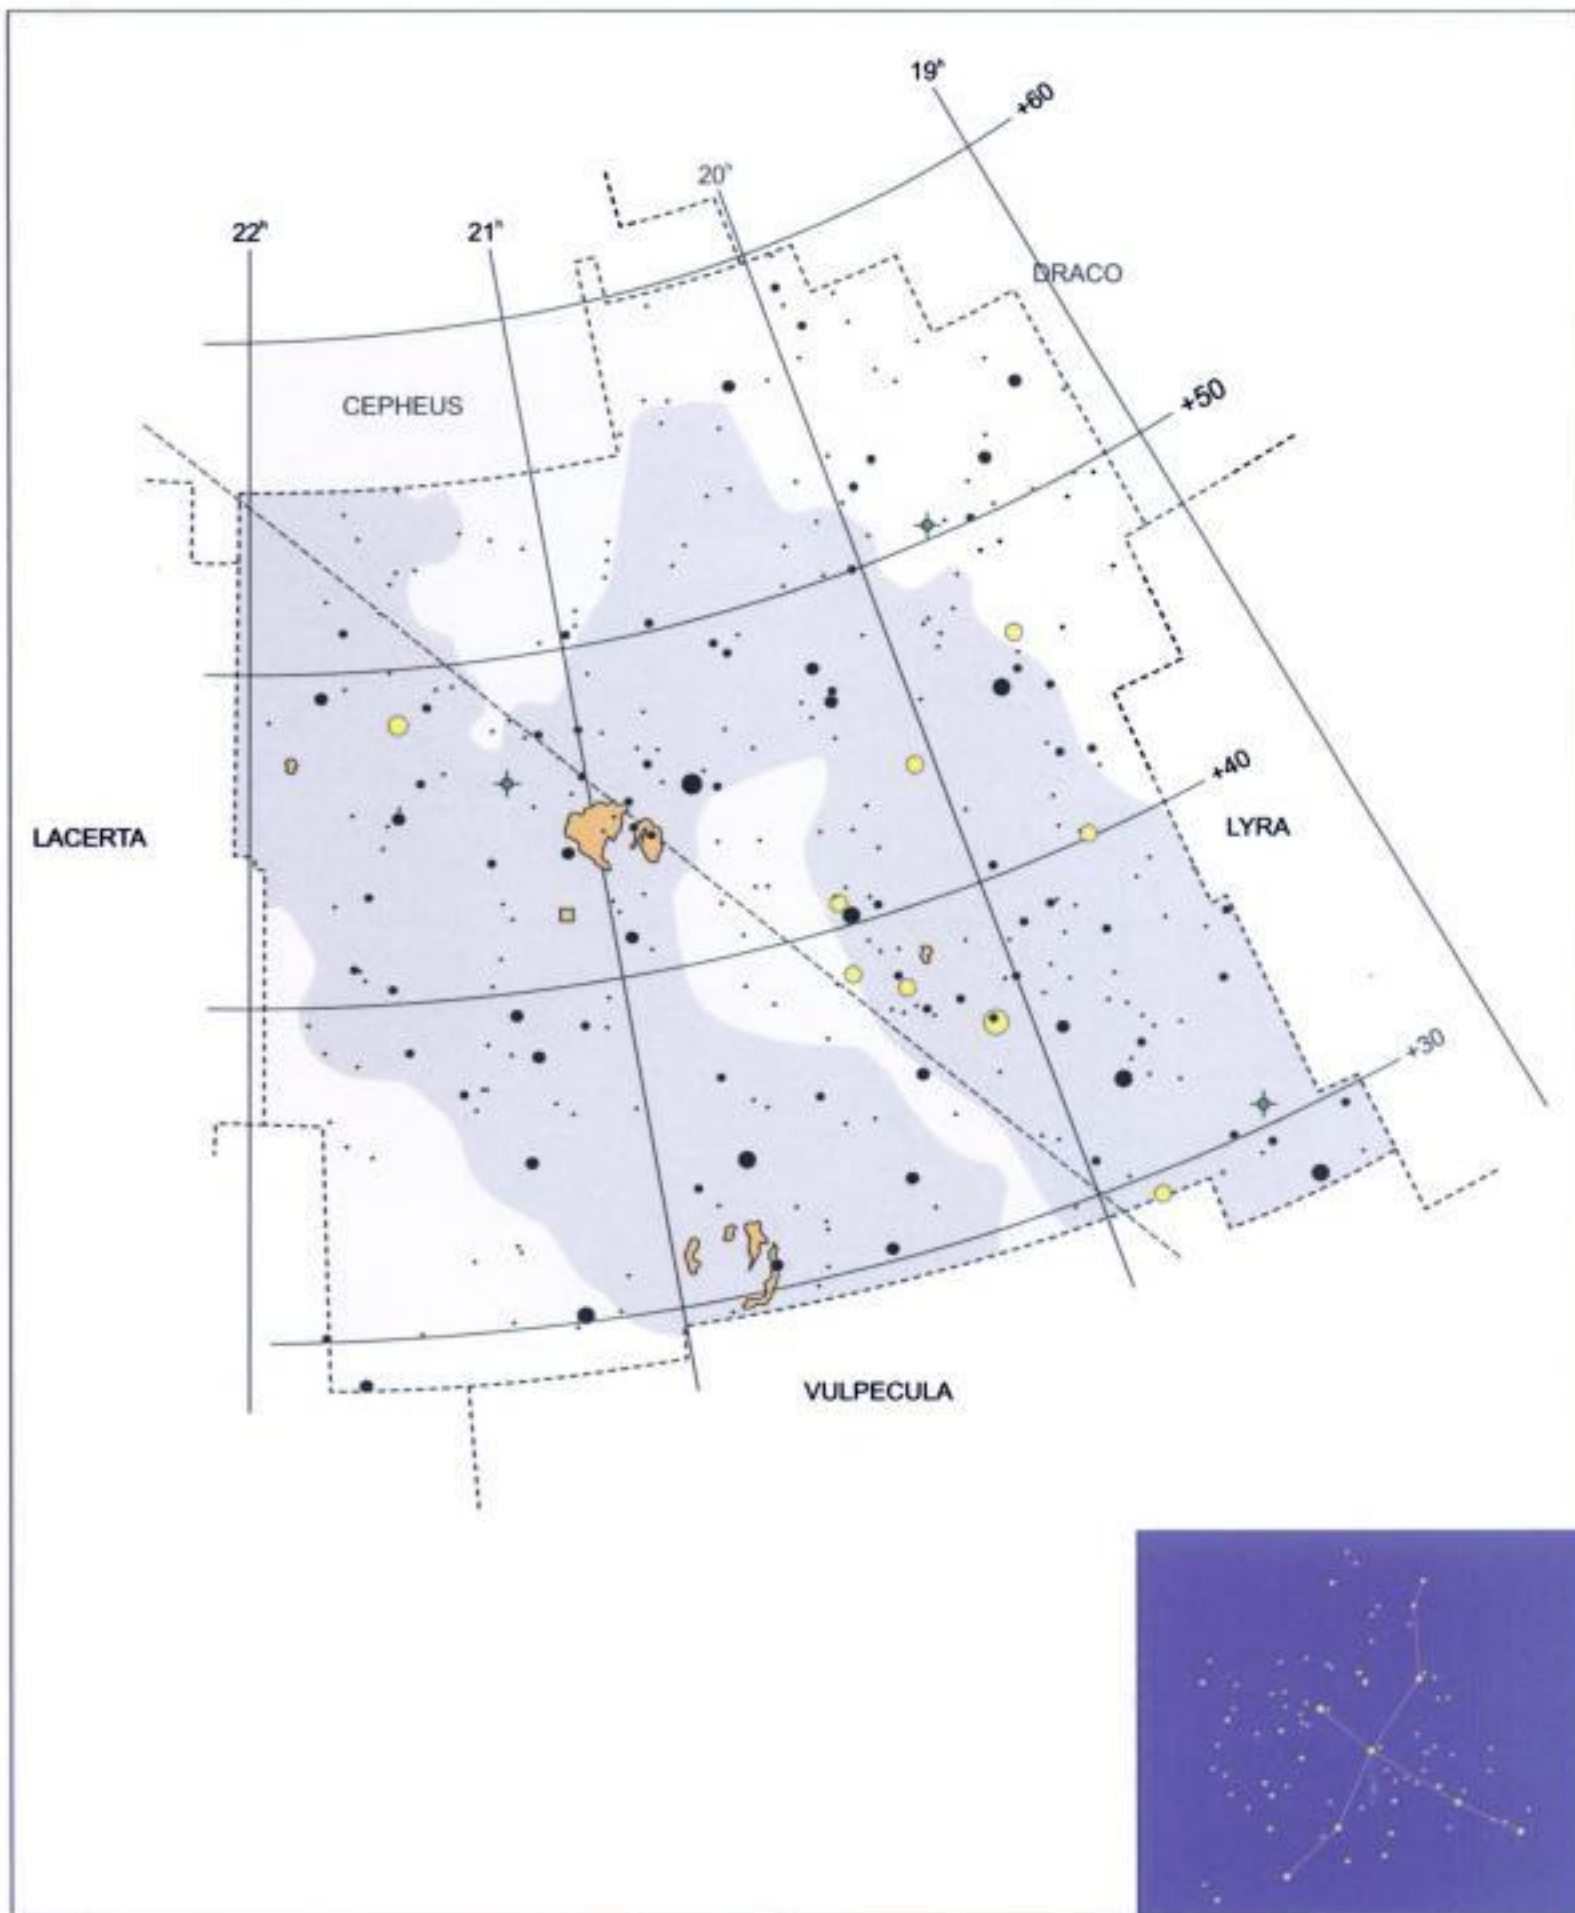 19ʰ
+60
20ʰ
22ʰ
21ʰ
DRACO
+50
CEPHEUS
+40
LACERTA
LYRA
+30
VULPECULA